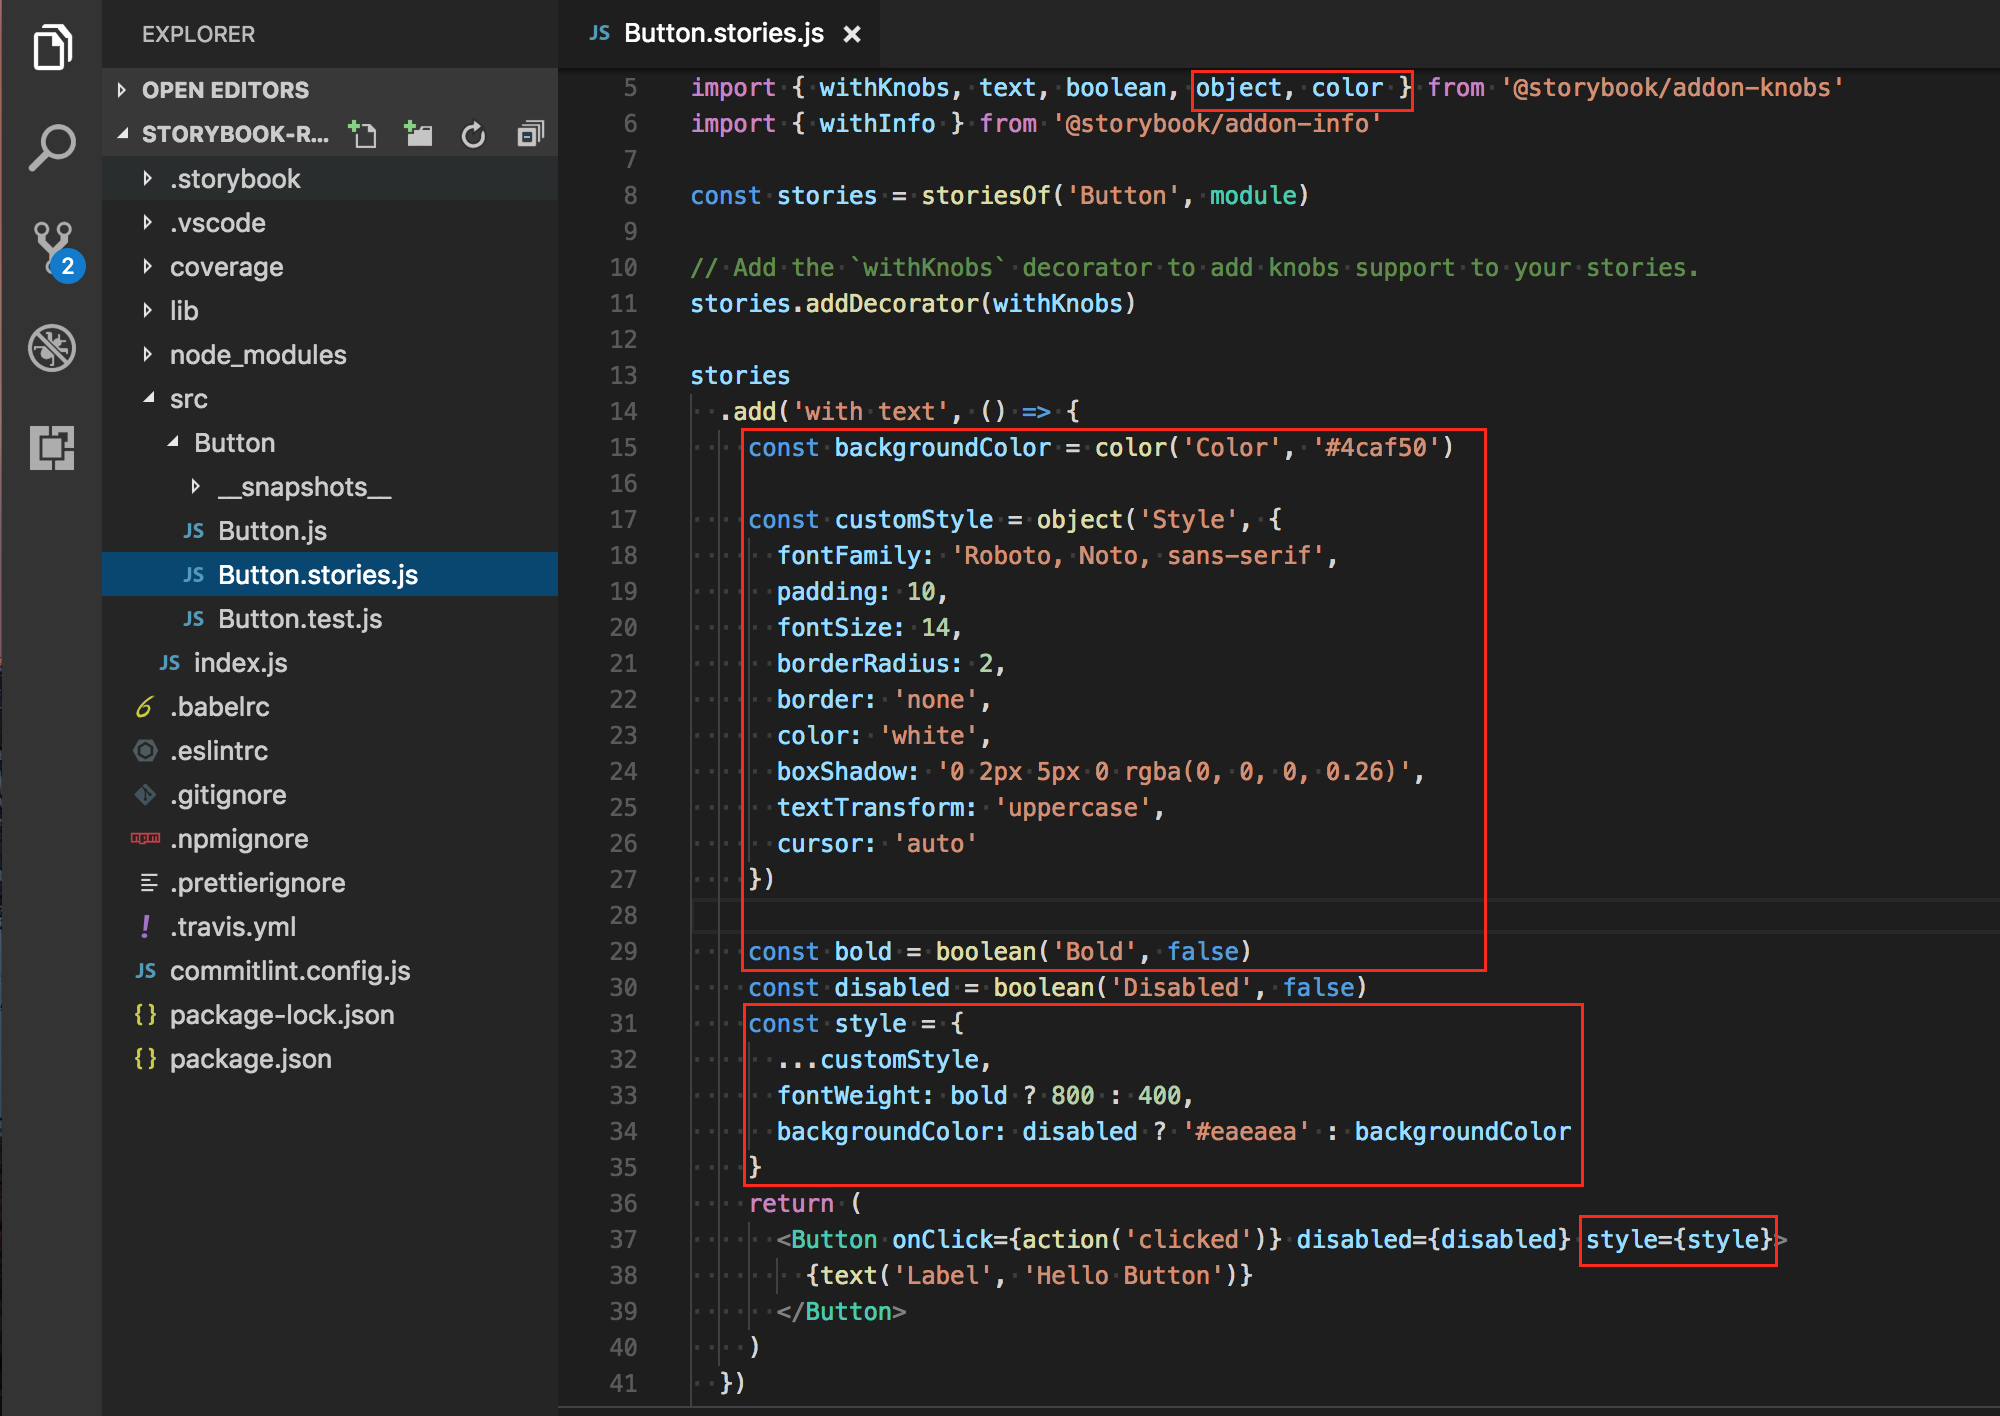 EXPLORER
OPEN EDITORS
STORYBOOK-R...
2
.storybook
.vscode
coverage
lib
node_modules
src
Button
__snapshots__
JS Button.js
JS Button.stories.js
JS Button.test.js
JS index.js
6 .babelrc
.eslintrc
.gitignore
npm .npmignore
.prettierignore
! .travis.yml
JS commitlint.config.js
{} package-lock.json
{} package.json
JS Button.stories.js ×
5 import { withKnobs, text, boolean, object, color } from '@storybook/addon-knobs'
6 import { withInfo } from '@storybook/addon-info'
7
8 const stories = storiesOf('Button', module)
9
10 // Add the `withKnobs` decorator to add knobs support to your stories.
11 stories.addDecorator(withKnobs)
12
13 stories
14 .add('with text', () => {
15 const backgroundColor = color('Color', '#4caf50')
16
17 const customStyle = object('Style', {
18 fontFamily: 'Roboto, Noto, sans-serif',
19 padding: 10,
20 fontSize: 14,
21 borderRadius: 2,
22 border: 'none',
23 color: 'white',
24 boxShadow: '0 2px 5px 0 rgba(0, 0, 0, 0.26)',
25 textTransform: 'uppercase',
26 cursor: 'auto'
27 })
28
29 const bold = boolean('Bold', false)
30 const disabled = boolean('Disabled', false)
31 const style = {
32 ...customStyle,
33 fontWeight: bold ? 800 : 400,
34 backgroundColor: disabled ? '#eaeaea' : backgroundColor
35 }
36 return (
37 <Button onClick={action('clicked')} disabled={disabled} style={style}>
38 {text('Label', 'Hello Button')}
39 </Button>
40 )
41 })